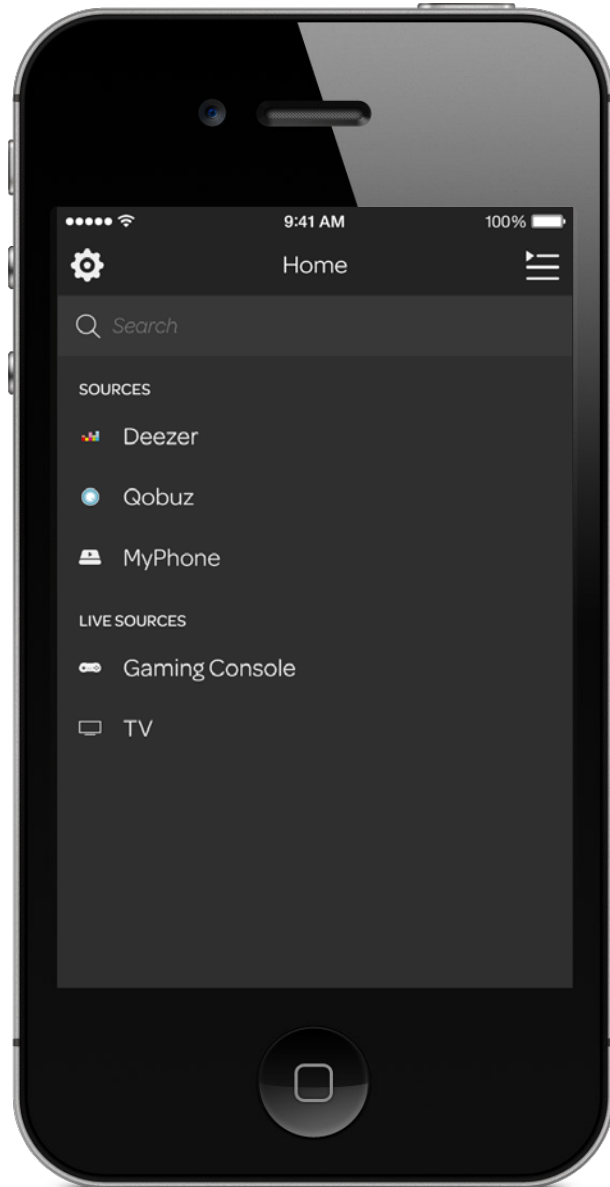 9:41 AM
100%
Home
Search
SOURCES
Deezer
Qobuz
MyPhone
LIVE SOURCES
Gaming Console
TV